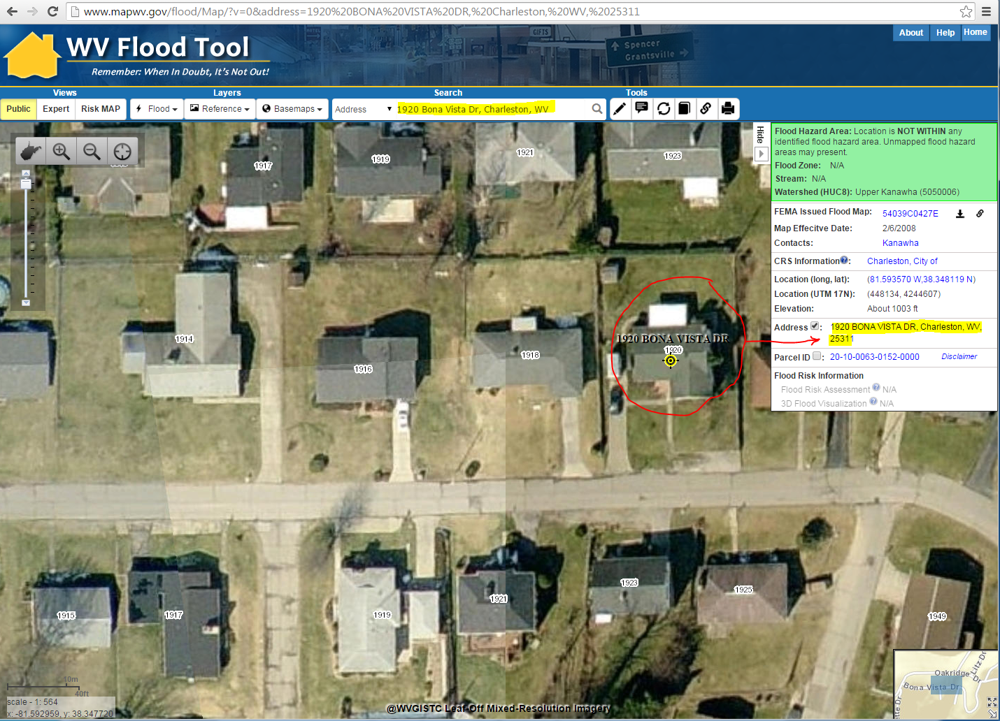 www.mapwv.gov/flood/Map/?v=0&address=1920%20BONA%20VISTA%20DR,%20Charleston,%20WV,%2025311
WV Flood Tool
Remember: When In Doubt, It's Not Out!
GIFTS
Spencer
Grantsville
About Help Home
Views Layers Search Tools
Public Expert Risk MAP Flood Reference Basemaps Address 1920 Bona Vista Dr, Charleston, WV
Hide
Flood Hazard Area: Location is NOT WITHIN any
identified flood hazard area. Unmapped flood hazard
areas may present.
Flood Zone: N/A
Stream: N/A
Watershed (HUC8): Upper Kanawha (5050006)
FEMA Issued Flood Map: 54039C0427E
Map Effecitve Date: 2/6/2008
Contacts: Kanawha
CRS Information?: Charleston, City of
Location (long, lat): (81.593570 W,38.348119 N)
Location (UTM 17N): (448134, 4244607)
Elevation: About 1003 ft
Address : 1920 BONA VISTA DR, Charleston, WV,
25311
Parcel ID : 20-10-0063-0152-0000 Disclaimer
Flood Risk Information
Flood Risk Assessment ? N/A
3D Flood Visualization ? N/A
1917 1919 1921 1923
1914 1916 1918
1920 BONA VISTA DR
1920
1915 1917 1919 1921 1923 1925 1949
10m
40ft
scale - 1: 564
x: -81.592959, y: 38.347720
@WVGISTC Leaf-Off Mixed-Resolution Imagery
Litz Dr
Oakridge Dr
Bona Vista Dr
ette Dr